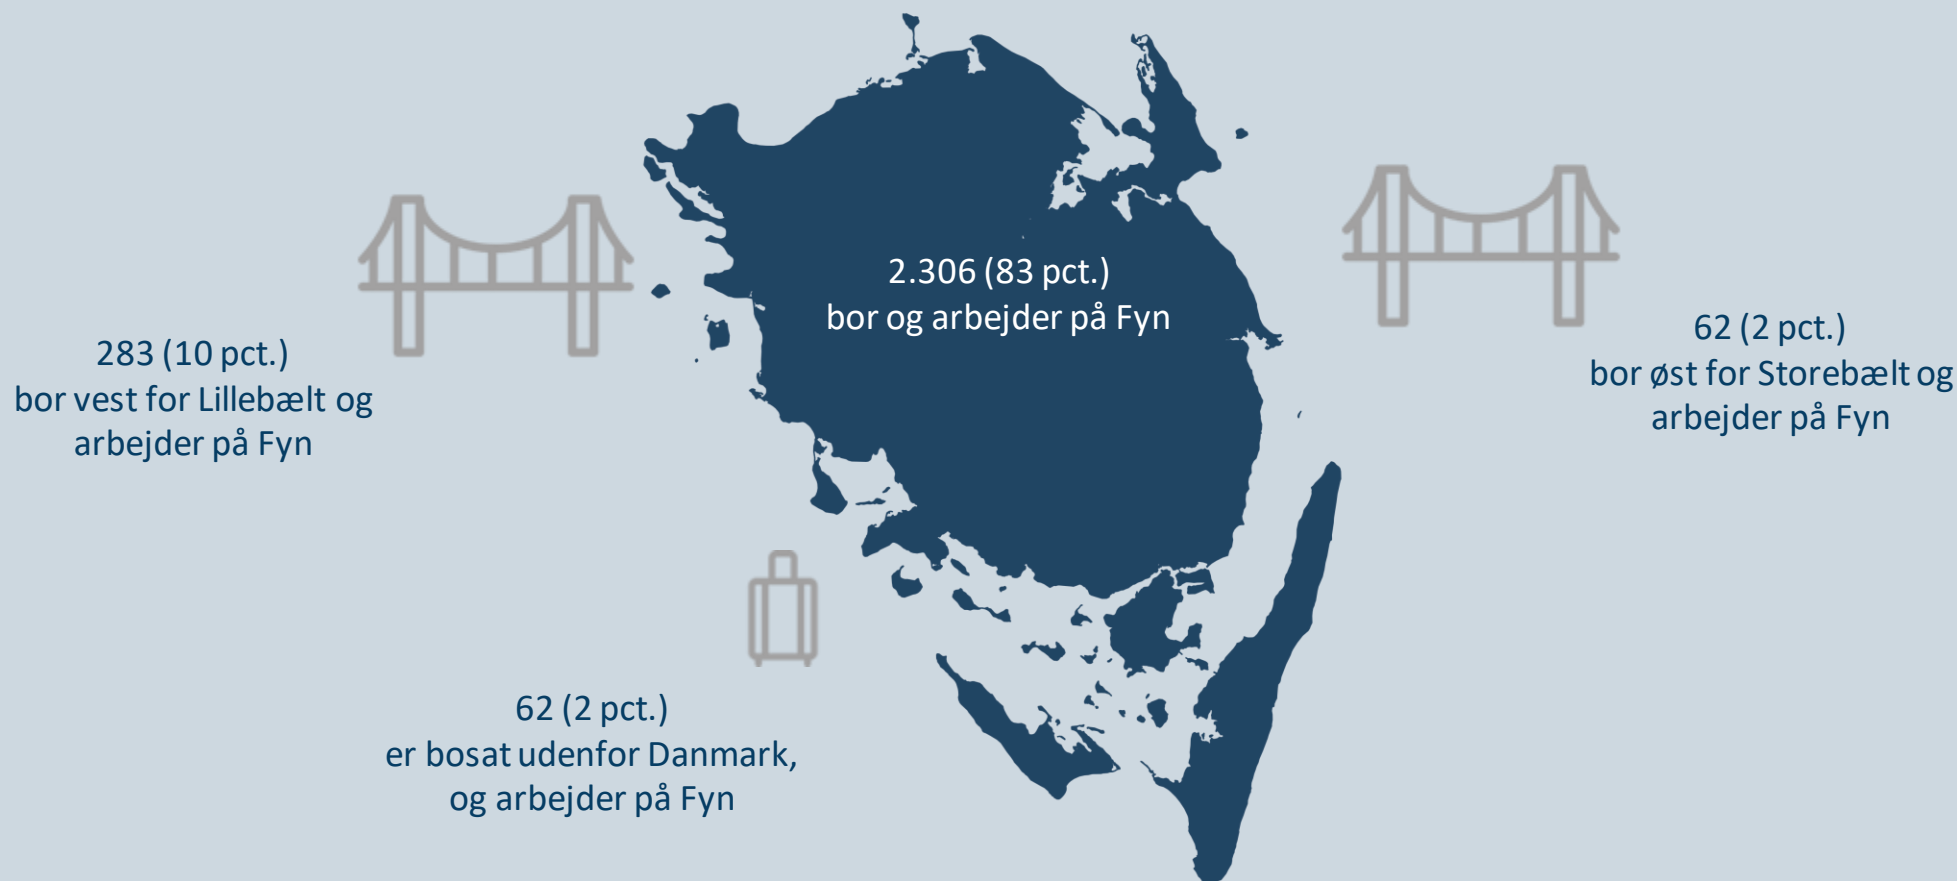 2.306 (83 pct.)
bor og arbejder på Fyn
283 (10 pct.)
bor vest for Lillebælt og
arbejder på Fyn
62 (2 pct.)
bor øst for Storebælt og
arbejder på Fyn
62 (2 pct.)
er bosat udenfor Danmark,
og arbejder på Fyn